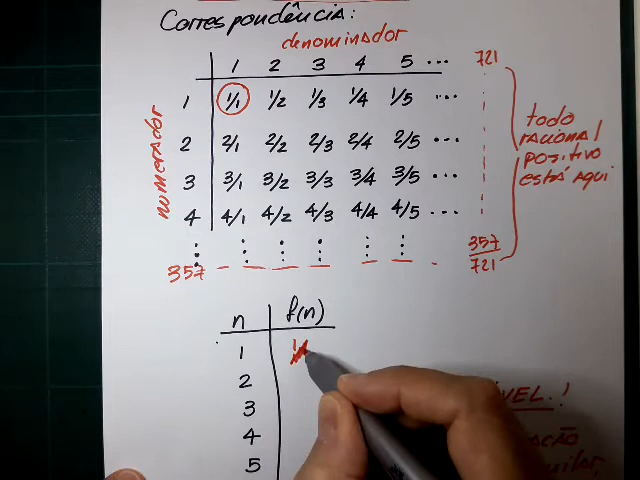 Correspondência:
denominador
1 2 3 4 5 ... 721
numerador
1 1/1 1/2 1/3 1/4 1/5 ...
2 2/1 2/2 2/3 2/4 2/5 ...
3 3/1 3/2 3/3 3/4 3/5 ...
4 4/1 4/2 4/3 4/4 4/5 ...
357 357/721
todo
racional
positivo
está aqui
n f(n)
1
2
3
4
5
VEL!